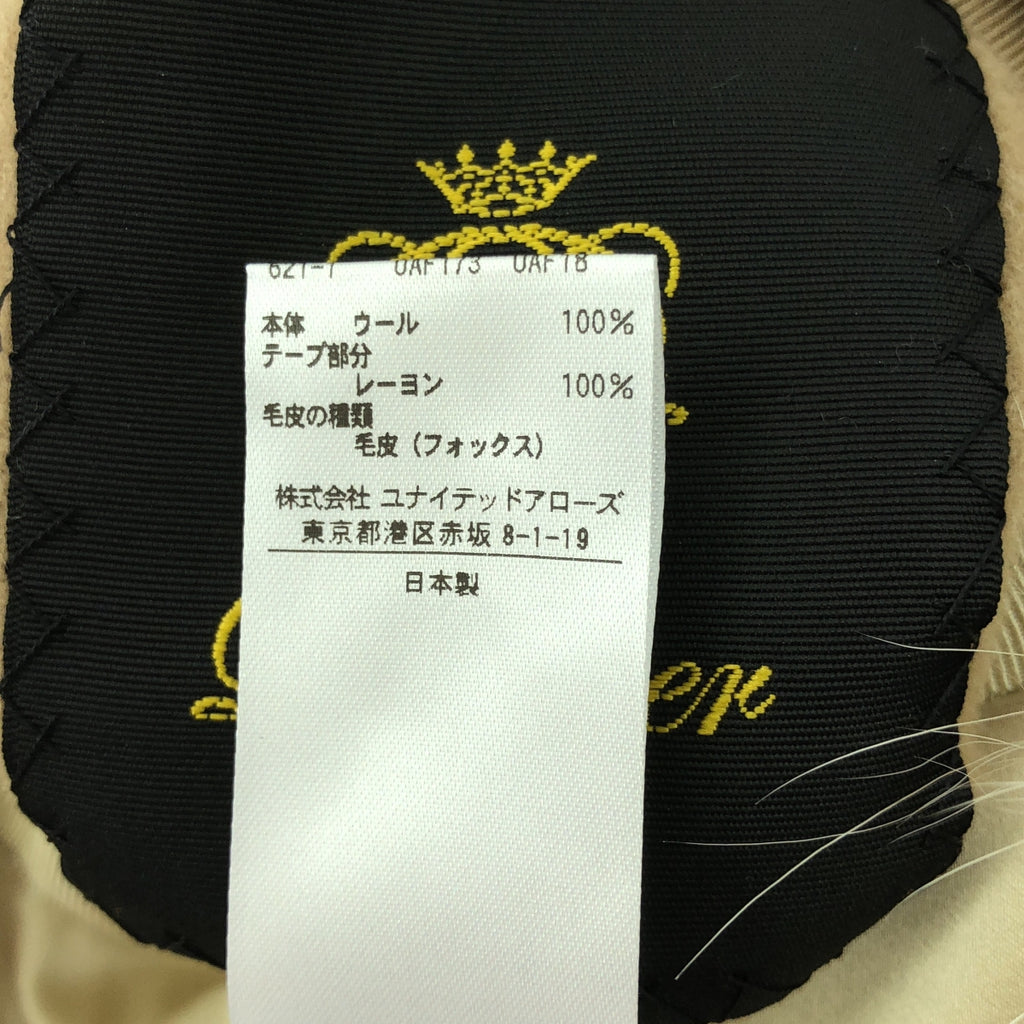 本体 ウール 100%
テープ部分
レーヨン 100%
毛皮の種類
毛皮（フォックス）
株式会社 ユナイテッドアローズ
東京都港区赤坂 8-1-19
日本製